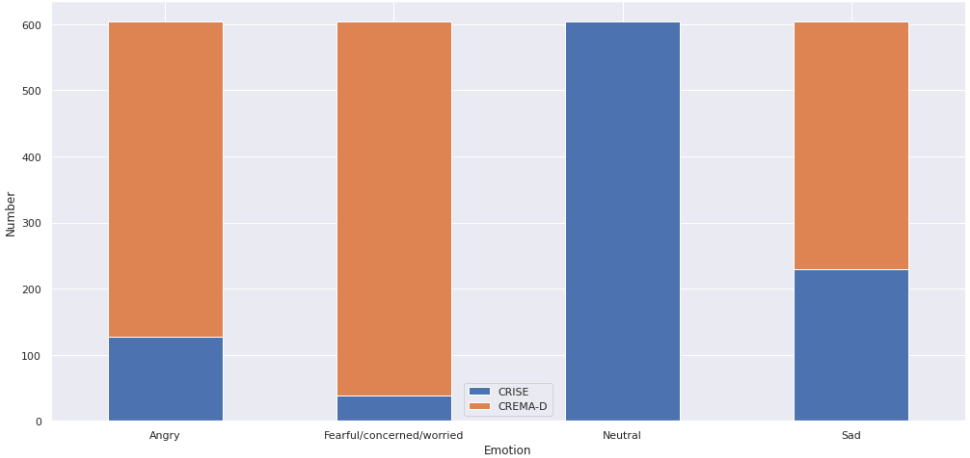 600
500
400
300
200
100
0
Number
Angry
Fearful/concerned/worried
Neutral
Sad
Emotion
CRISE
CREMA-D